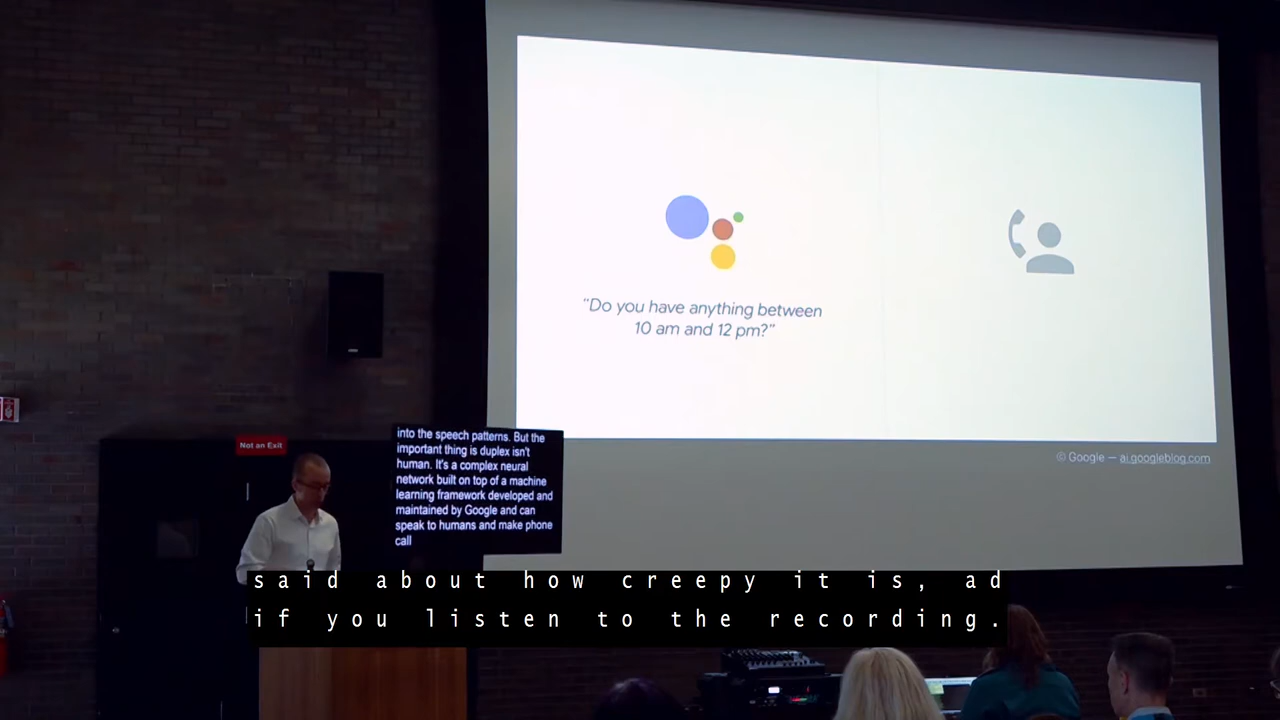 "Do you have anything between
10 am and 12 pm?"
© Google — ai.googleblog.com
Not an Exit
into the speech patterns. But the
important thing is duplex isn't
human. It's a complex neural
network built on top of a machine
learning framework developed and
maintained by Google and can
speak to humans and make phone
call
said about how creepy it is, ad
if you listen to the recording.